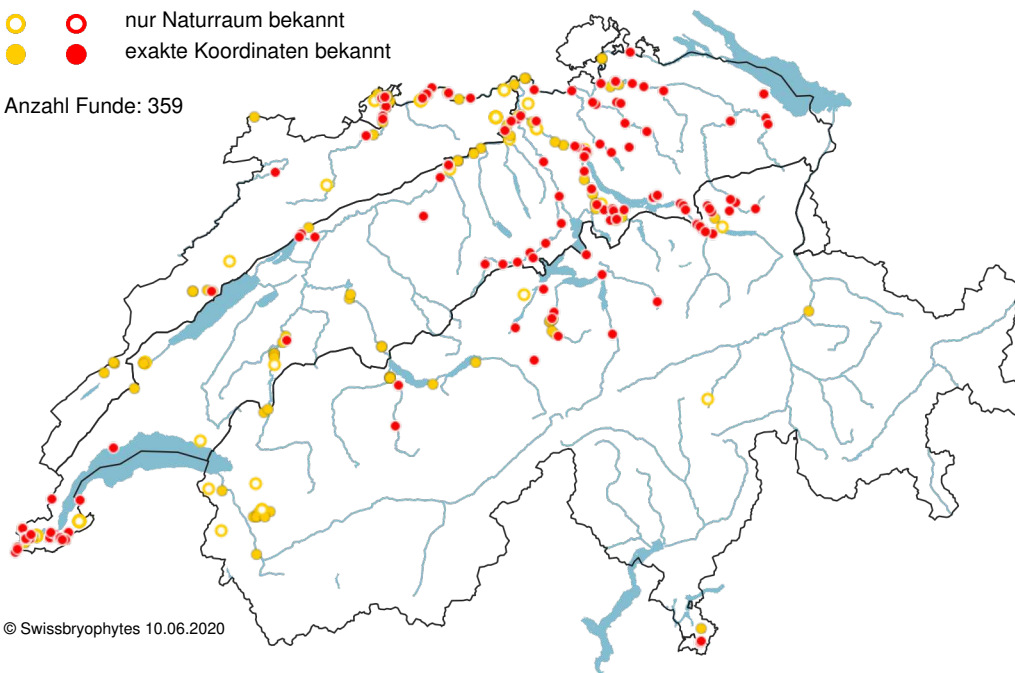 nur Naturraum bekannt
exakte Koordinaten bekannt
Anzahl Funde: 359
© Swissbryophytes 10.06.2020